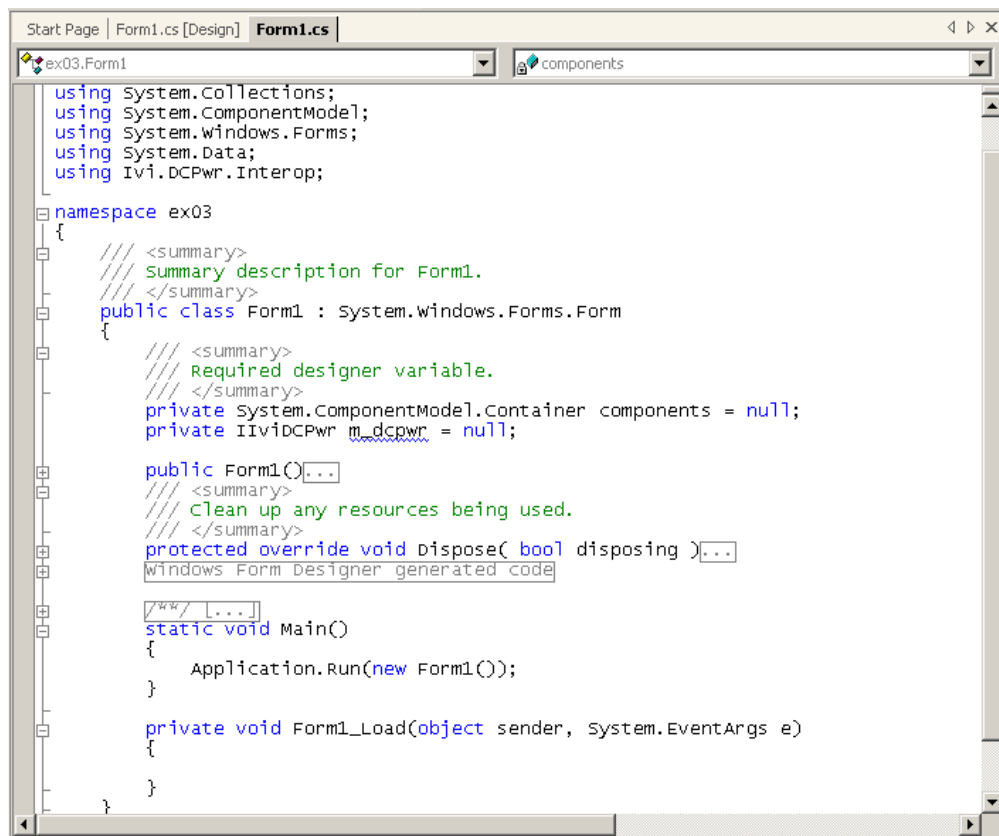 Start Page Form1.cs [Design] Form1.cs
ex03.Form1 components
using System.Collections;
using System.ComponentModel;
using System.Windows.Forms;
using System.Data;
using Ivi.DCPwr.Interop;
namespace ex03
{
/// <summary>
/// Summary description for Form1.
/// </summary>
public class Form1 : System.Windows.Forms.Form
{
/// <summary>
/// Required designer variable.
/// </summary>
private System.ComponentModel.Container components = null;
private IIviDCPwr m_dcpwr = null;
public Form1()...
/// <summary>
/// Clean up any resources being used.
/// </summary>
protected override void Dispose( bool disposing )...
Windows Form Designer generated code
/**/ [...]
static void Main()
{
Application.Run(new Form1());
}
private void Form1_Load(object sender, System.EventArgs e)
{
}
}